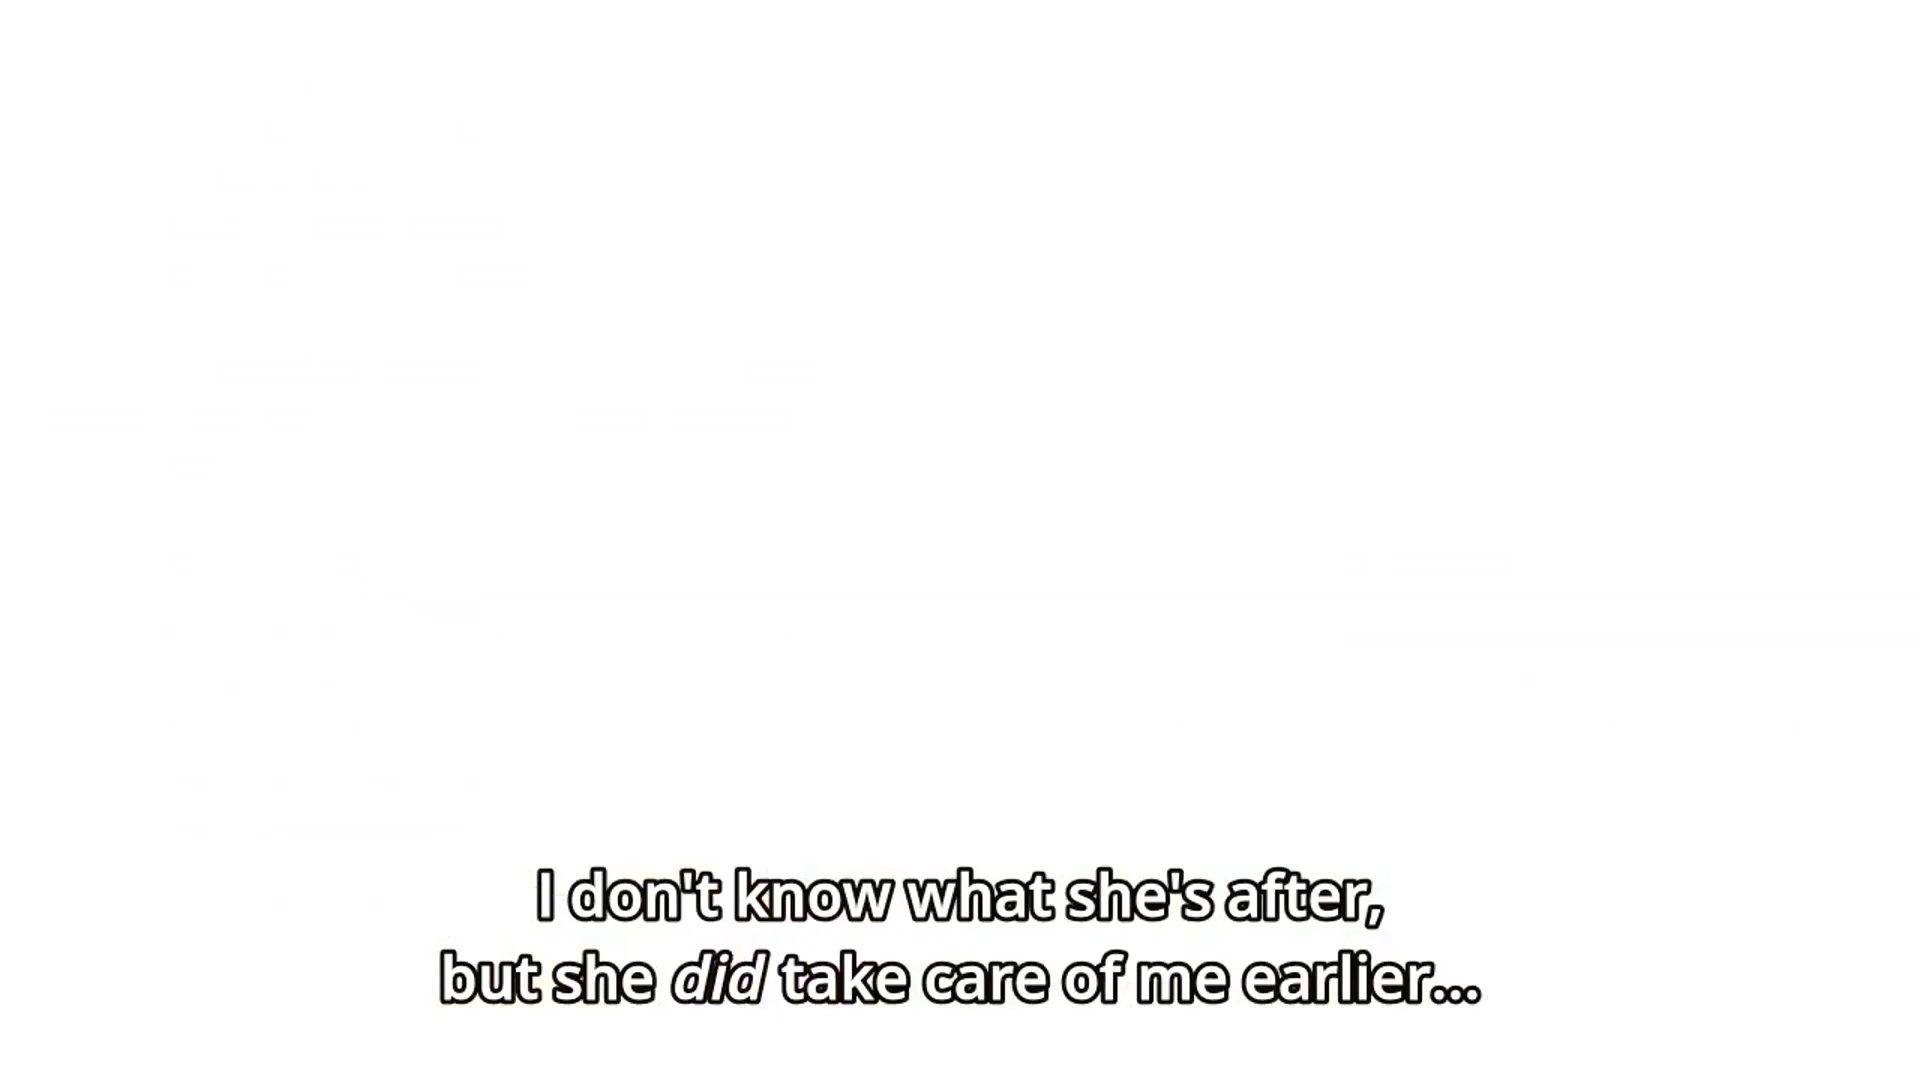 I don't know what she's after,
but she did take care of me earlier...